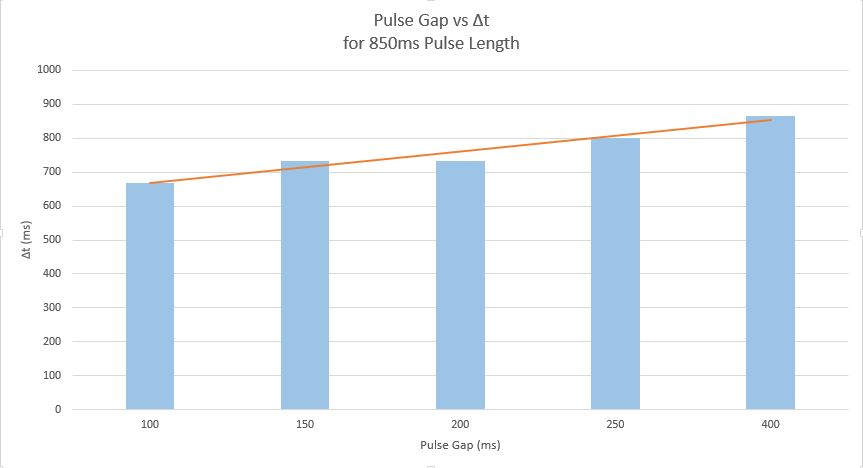 Pulse Gap vs Δt
for 850ms Pulse Length
1000
900
800
700
600
500
400
300
200
100
0
Δt (ms)
100 150 200 250 400
Pulse Gap (ms)